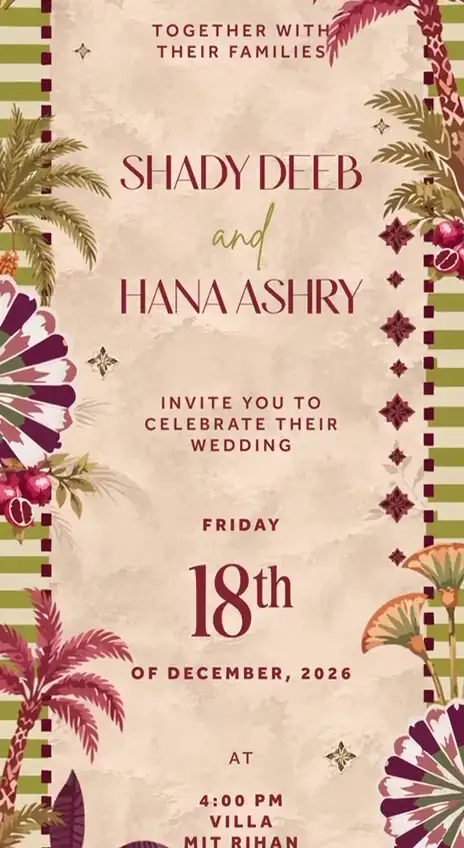 TOGETHER WITH
THEIR FAMILIES
SHADY DEEB
and
HANA ASHRY
INVITE YOU TO
CELEBRATE THEIR
WEDDING
FRIDAY
18th
OF DECEMBER, 2026
AT
4:00 PM
VILLA
MIT RIHAN